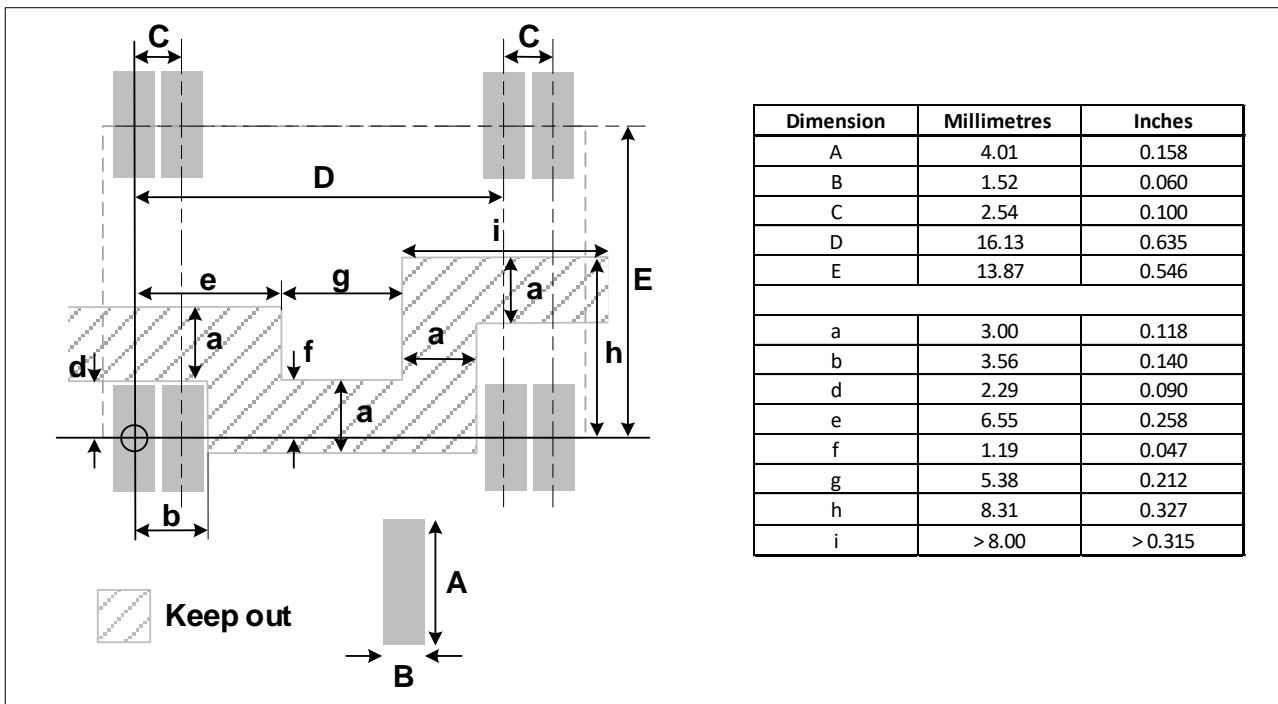 C
C
D
i
E
e
g
a
a
a
h
f
d
a
b
A
B
Keep out
Dimension Millimetres Inches
A 4.01 0.158
B 1.52 0.060
C 2.54 0.100
D 16.13 0.635
E 13.87 0.546
a 3.00 0.118
b 3.56 0.140
d 2.29 0.090
e 6.55 0.258
f 1.19 0.047
g 5.38 0.212
h 8.31 0.327
i > 8.00 > 0.315